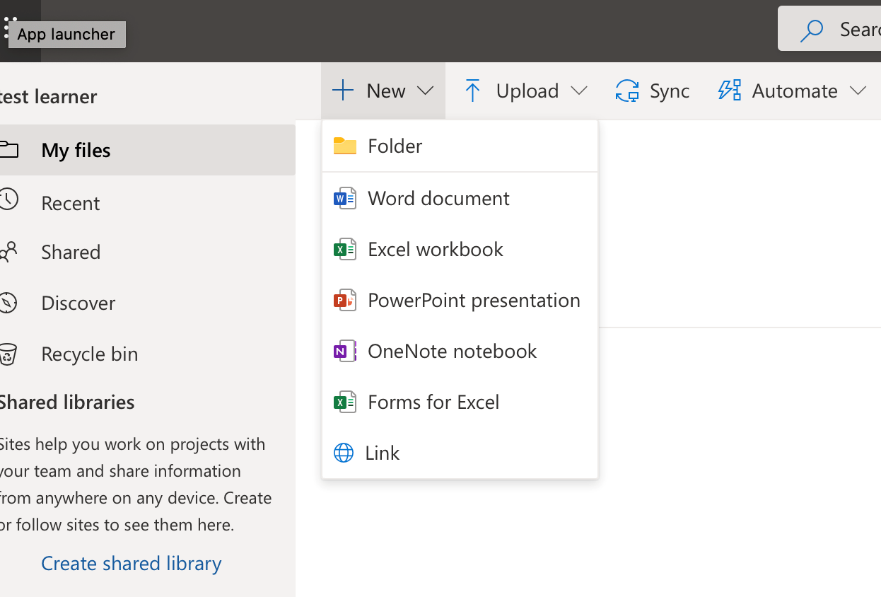 App launcher
Sear
test learner
New
Upload
Sync
Automate
My files
Recent
Shared
Discover
Recycle bin
Shared libraries
Sites help you work on projects with
your team and share information
from anywhere on any device. Create
or follow sites to see them here.
Create shared library
Folder
Word document
Excel workbook
PowerPoint presentation
OneNote notebook
Forms for Excel
Link